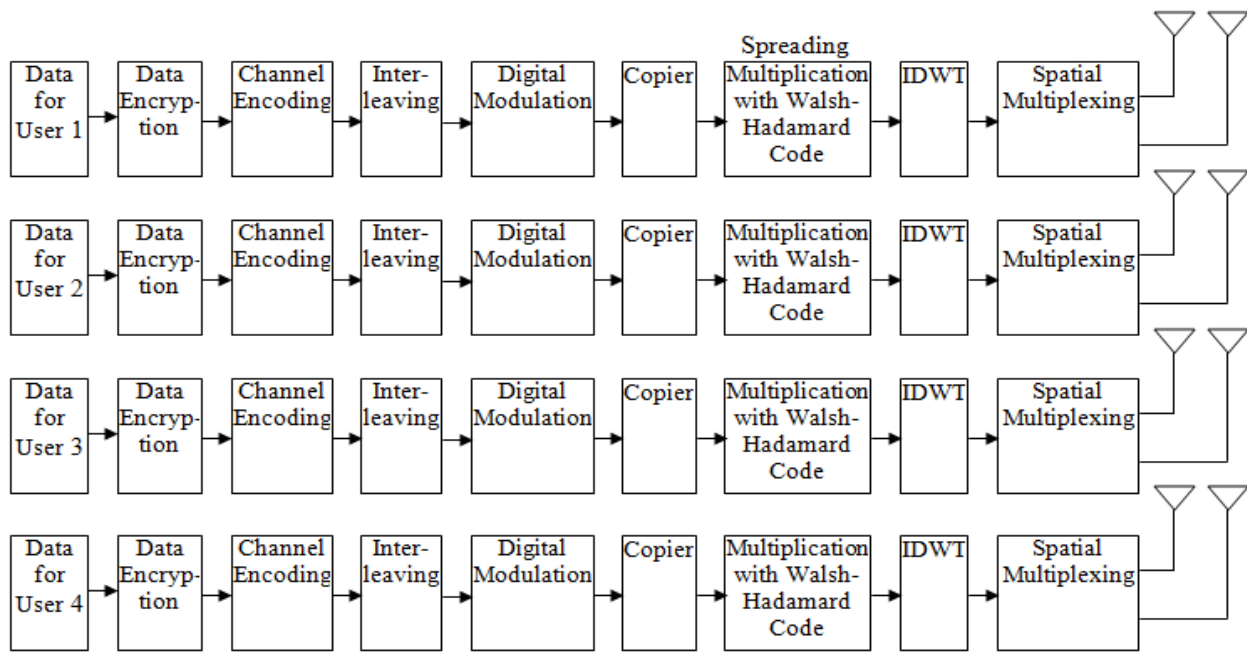 Spreading
Data
for
User 1
Data
Encryp-
tion
Channel
Encoding
Inter-
leaving
Digital
Modulation
Copier
Multiplication
with Walsh-
Hadamard
Code
IDWT
Spatial
Multiplexing
Data
for
User 2
Data
Encryp-
tion
Channel
Encoding
Inter-
leaving
Digital
Modulation
Copier
Multiplication
with Walsh-
Hadamard
Code
IDWT
Spatial
Multiplexing
Data
for
User 3
Data
Encryp-
tion
Channel
Encoding
Inter-
leaving
Digital
Modulation
Copier
Multiplication
with Walsh-
Hadamard
Code
IDWT
Spatial
Multiplexing
Data
for
User 4
Data
Encryp-
tion
Channel
Encoding
Inter-
leaving
Digital
Modulation
Copier
Multiplication
with Walsh-
Hadamard
Code
IDWT
Spatial
Multiplexing